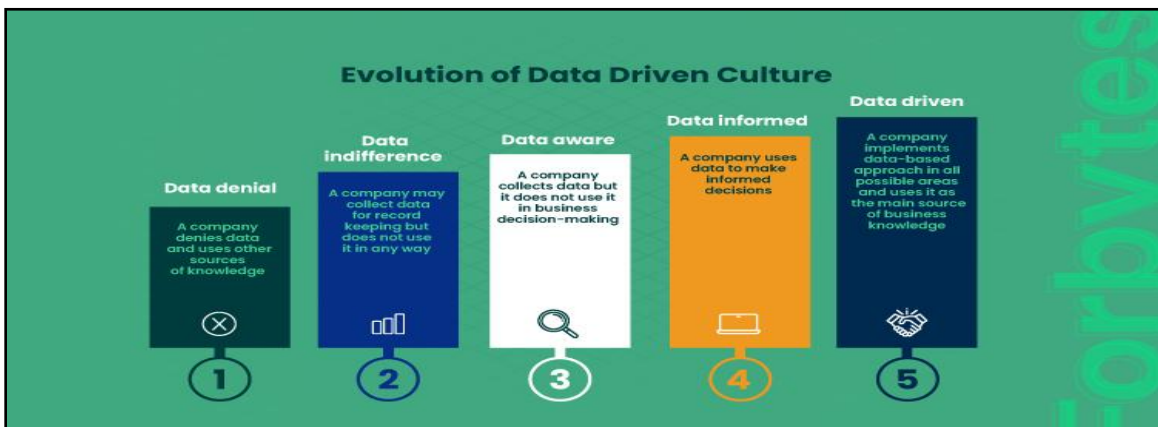 Evolution of Data Driven Culture
Data denial
A company
denies data
and uses other
sources
of knowledge
1
Data
indifference
A company may
collect data
for record
keeping but
does not use
it in any way
2
Data aware
A company
collects data but
it does not use it
in business
decision-making
3
Data informed
A company uses
data to make
informed
decisions
4
Data driven
A company
implements
data-based
approach in all
possible areas
and uses it as
the main source
of business
knowledge
5
Forbytes